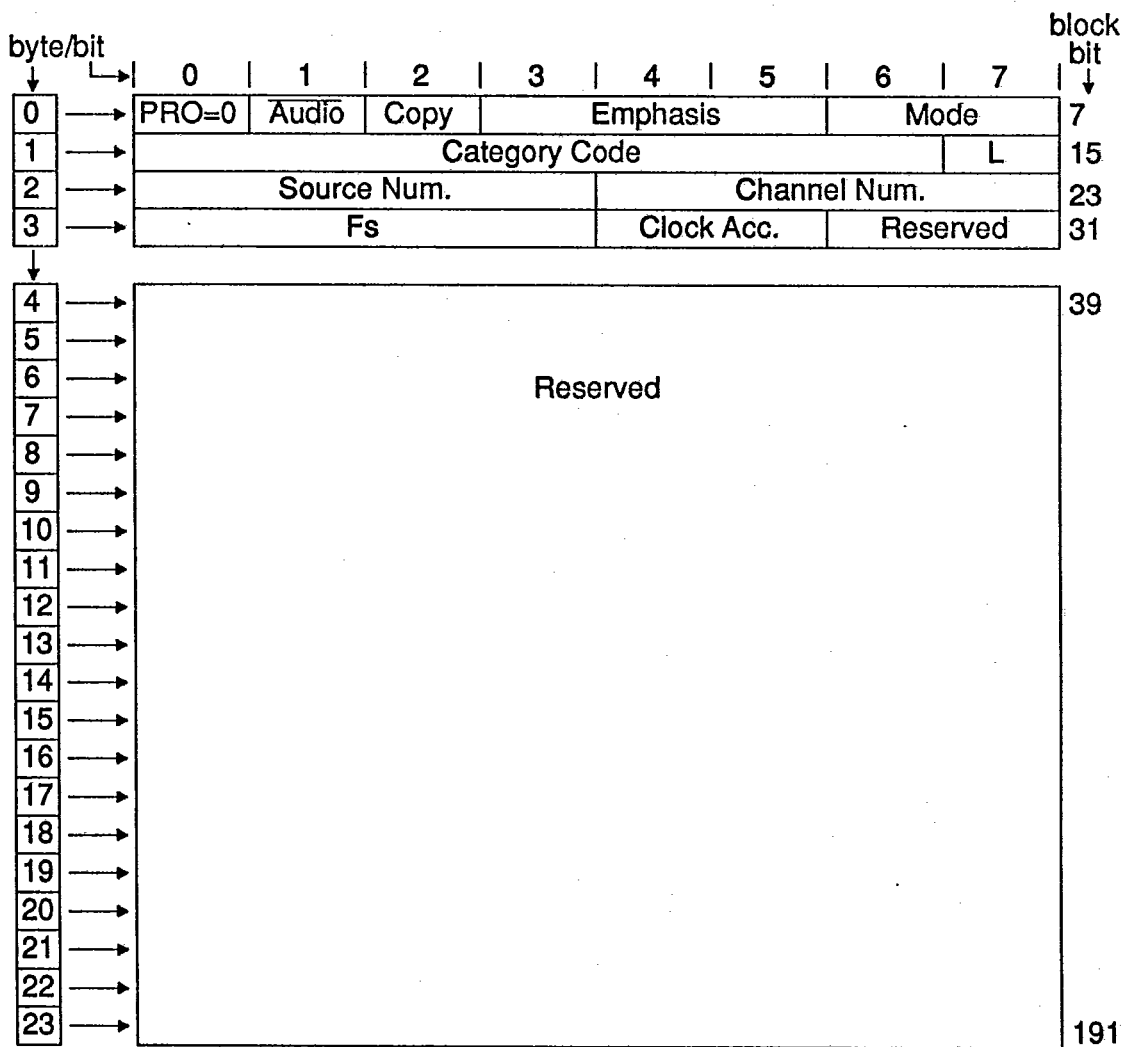 byte/bit block bit
0 1 2 3 4 5 6 7
0 PRO=0 Audio Copy Emphasis Mode 7
1 Category Code L 15
2 Source Num. Channel Num. 23
3 Fs Clock Acc. Reserved 31
4 39
5
6 Reserved
7
8
9
10
11
12
13
14
15
16
17
18
19
20
21
22
23 191